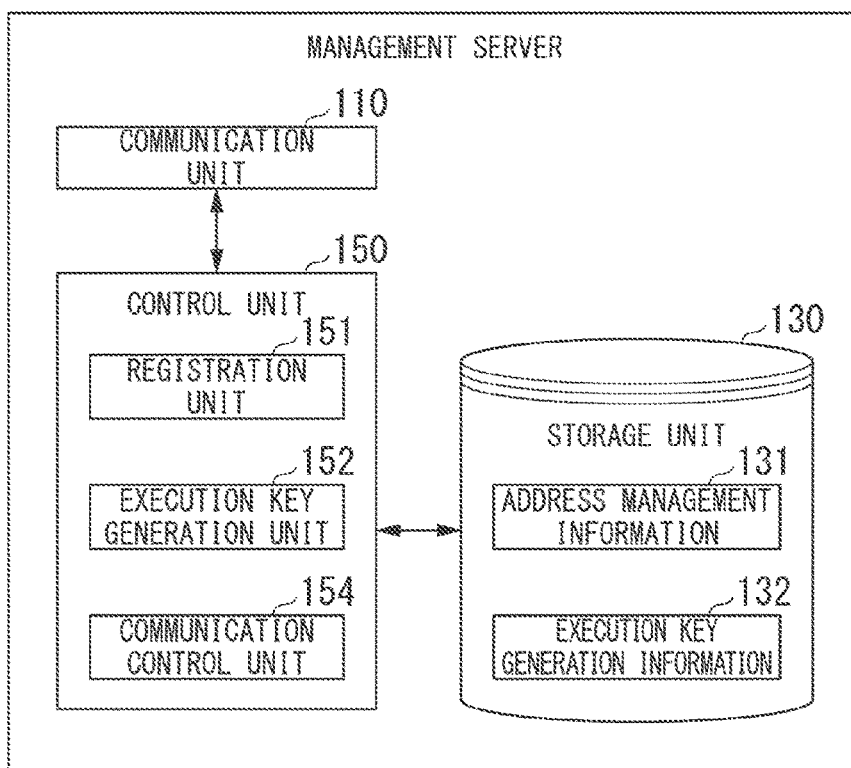 MANAGEMENT SERVER
110
COMMUNICATION
UNIT
150
CONTROL UNIT
151
REGISTRATION
UNIT
152
EXECUTION KEY
GENERATION UNIT
154
COMMUNICATION
CONTROL UNIT
130
STORAGE UNIT
131
ADDRESS MANAGEMENT
INFORMATION
132
EXECUTION KEY
GENERATION INFORMATION